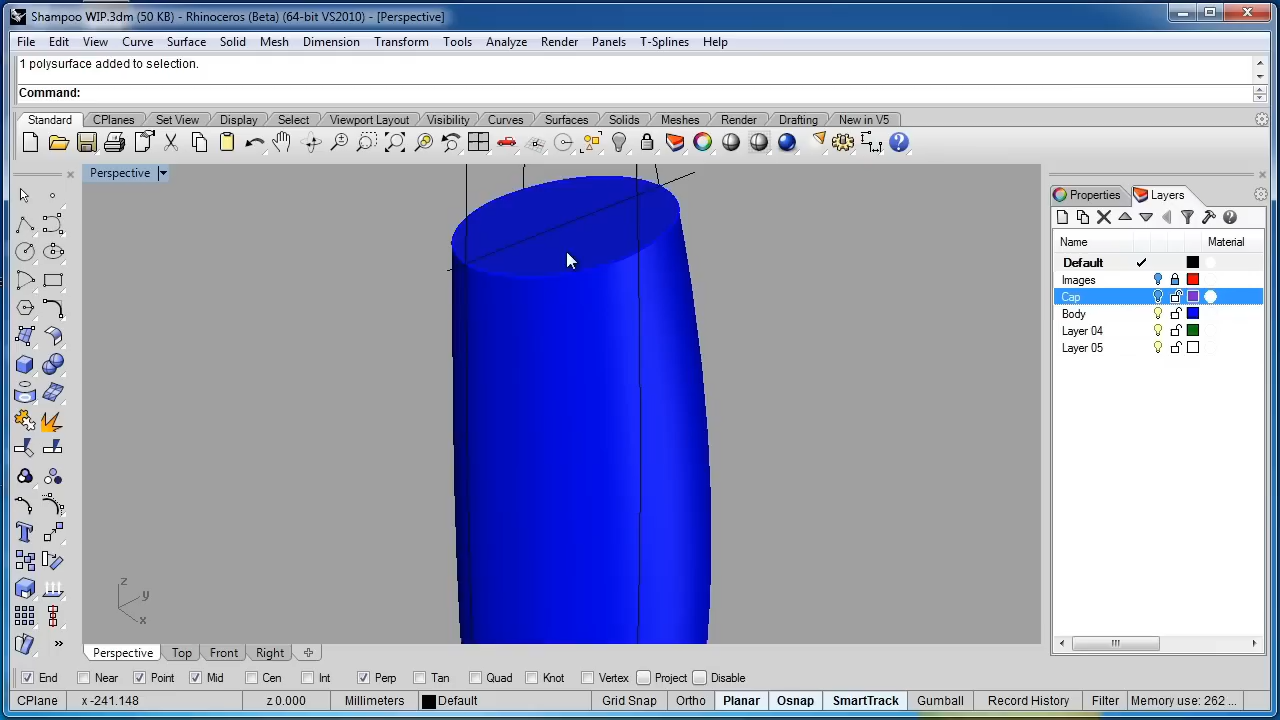 Shampoo WIP.3dm (50 KB) - Rhinoceros (Beta) (64-bit VS2010) - [Perspective]
File Edit View Curve Surface Solid Mesh Dimension Transform Tools Analyze Render Panels T-Splines Help
1 polysurface added to selection.
Command:
Standard CPlanes Set View Display Select Viewport Layout Visibility Curves Surfaces Solids Meshes Render Drafting New in V5
Perspective
Properties Layers
Name Material
Default
Images
Cap
Body
Layer 04
Layer 05
z
y
x
Perspective Top Front Right
End Near Point Mid Cen Int Perp Tan Quad Knot Vertex Project Disable
CPlane x -241.148 z 0.000 Millimeters Default Grid Snap Ortho Planar Osnap SmartTrack Gumball Record History Filter Memory use: 262 ...